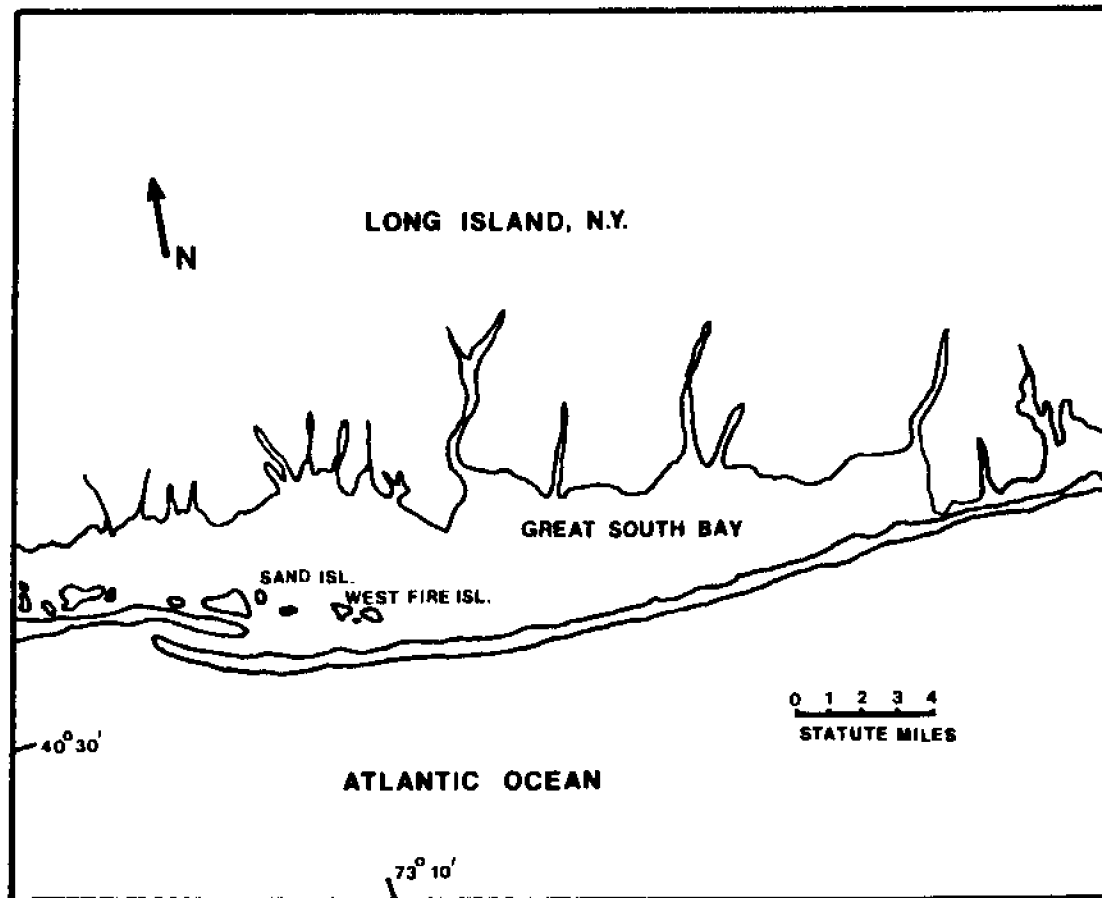 LONG ISLAND, N.Y.
N
GREAT SOUTH BAY
SAND ISL.
WEST FIRE ISL.
0 1 2 3 4
STATUTE MILES
40° 30'
ATLANTIC OCEAN
73° 10'